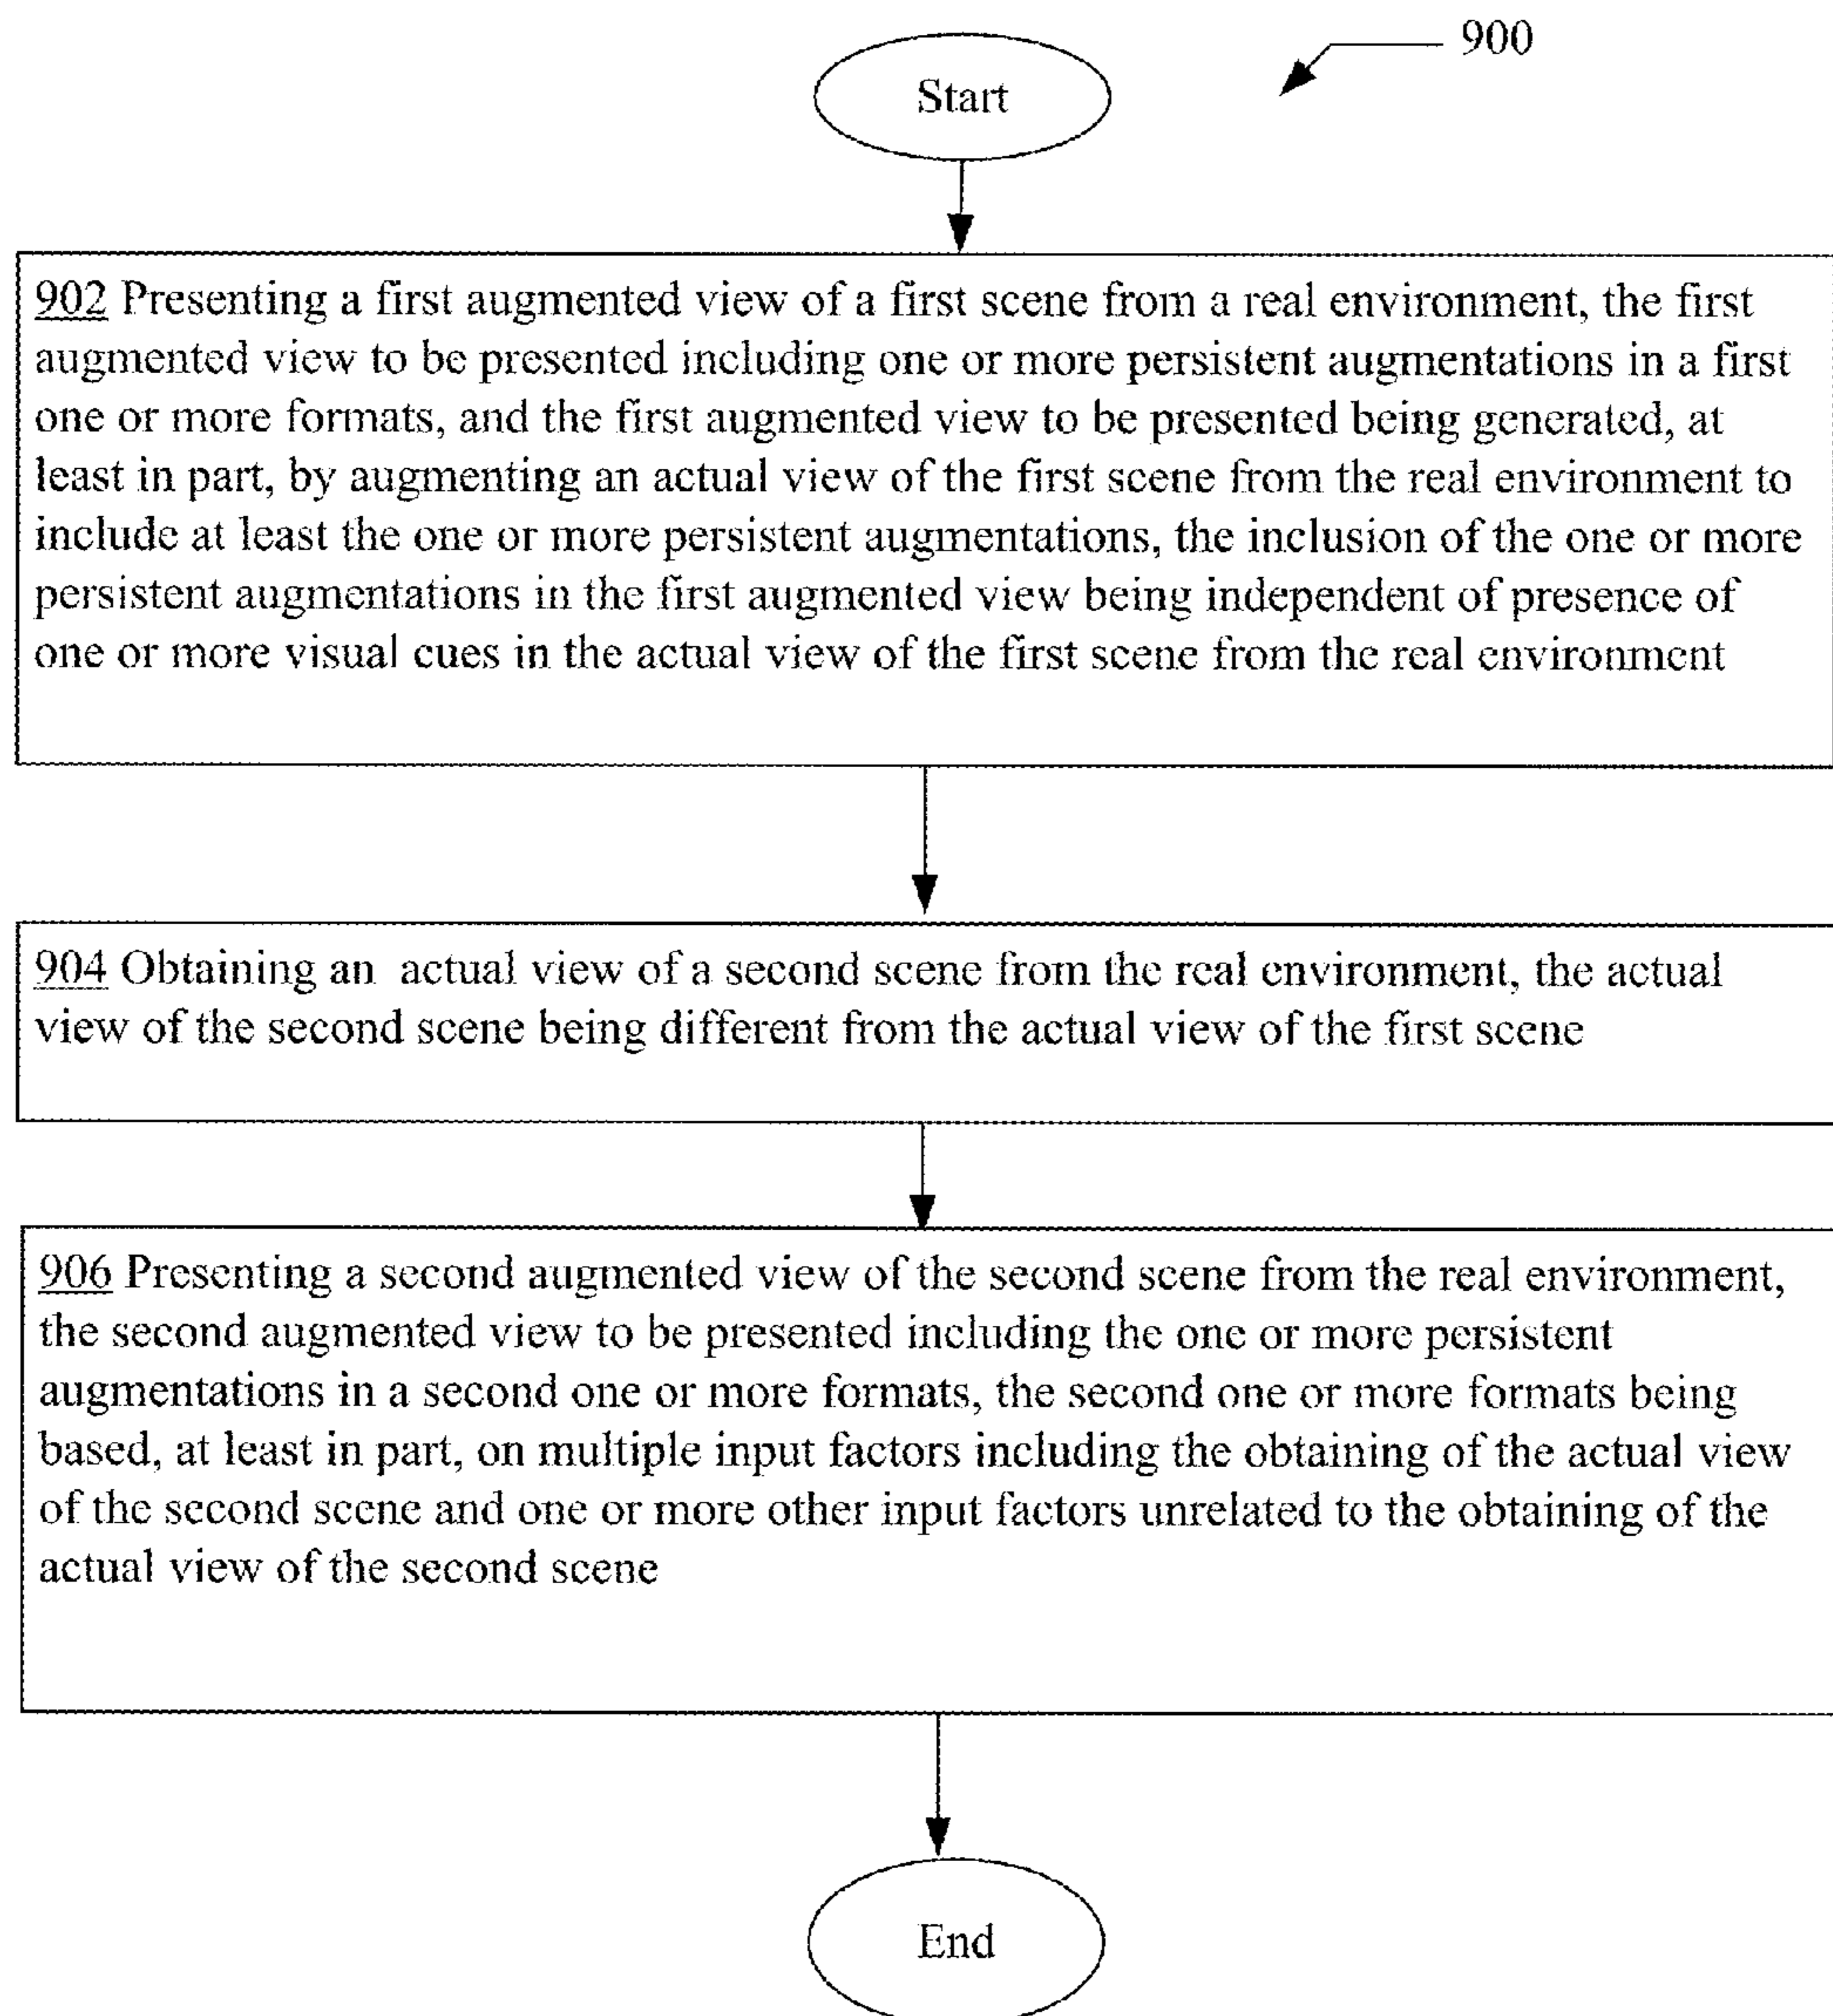 900
Start
902 Presenting a first augmented view of a first scene from a real environment, the first
augmented view to be presented including one or more persistent augmentations in a first
one or more formats, and the first augmented view to be presented being generated, at
least in part, by augmenting an actual view of the first scene from the real environment to
include at least the one or more persistent augmentations, the inclusion of the one or more
persistent augmentations in the first augmented view being independent of presence of
one or more visual cues in the actual view of the first scene from the real environment
904 Obtaining an actual view of a second scene from the real environment, the actual
view of the second scene being different from the actual view of the first scene
906 Presenting a second augmented view of the second scene from the real environment,
the second augmented view to be presented including the one or more persistent
augmentations in a second one or more formats, the second one or more formats being
based, at least in part, on multiple input factors including the obtaining of the actual view
of the second scene and one or more other input factors unrelated to the obtaining of the
actual view of the second scene
End